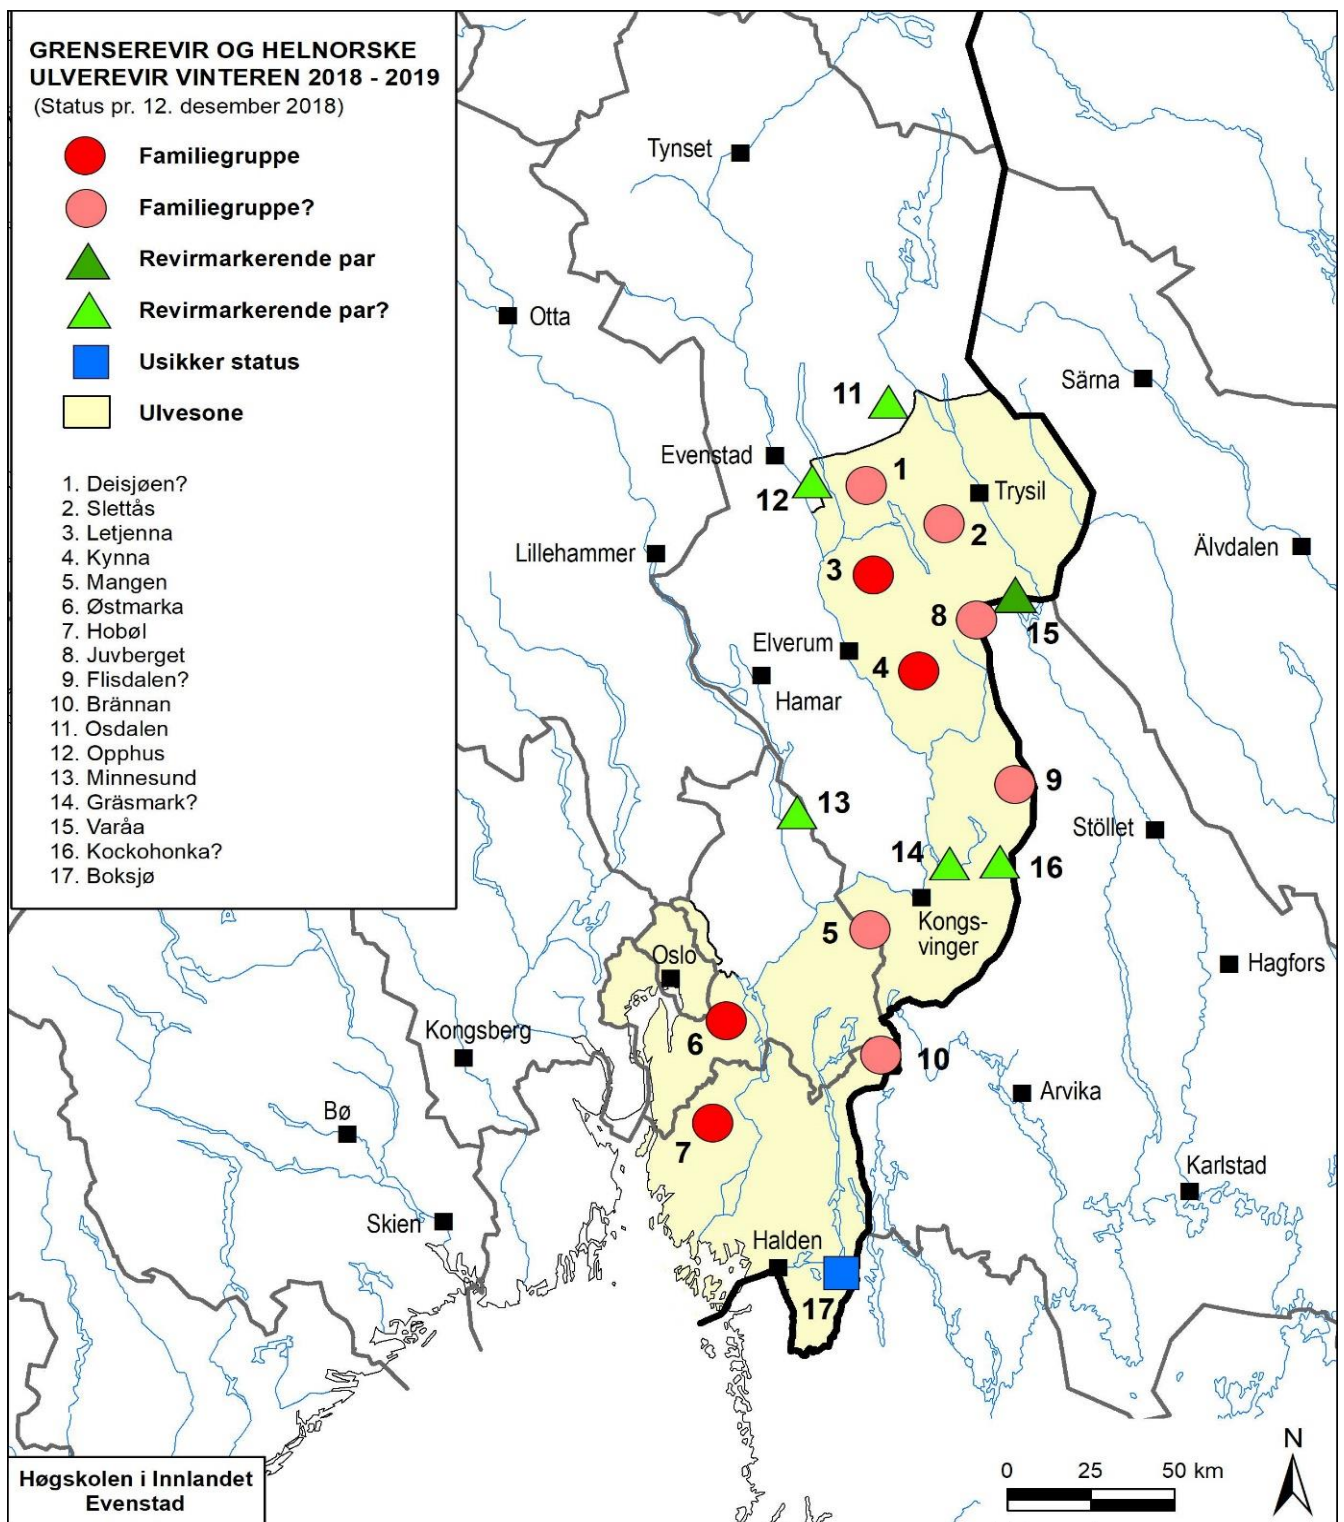 GRENSEREVIR OG HELNORSKE
ULVEREVIR VINTEREN 2018 - 2019
(Status pr. 12. desember 2018)
Familiegruppe
Familiegruppe?
Revirmarkerende par
Revirmarkerende par?
Usikker status
Ulvesone
1. Deisjøen?
2. Slettås
3. Letjenna
4. Kynna
5. Mangen
6. Østmarka
7. Hobøl
8. Juvberget
9. Flisdalen?
10. Brännan
11. Osdalen
12. Opphus
13. Minnesund
14. Gräsmark?
15. Varåa
16. Kockohonka?
17. Boksjø
Tynset
Otta
Särna
11
Evenstad
1
12
Trysil
2
Lillehammer
Älvdalen
3
8
15
Elverum
4
Hamar
9
13
Stöllet
14
16
5
Kongs-
vinger
Oslo
Hagfors
6
Kongsberg
10
Arvika
Bø
7
Karlstad
Skien
Halden
17
N
0 25 50 km
Høgskolen i Innlandet
Evenstad